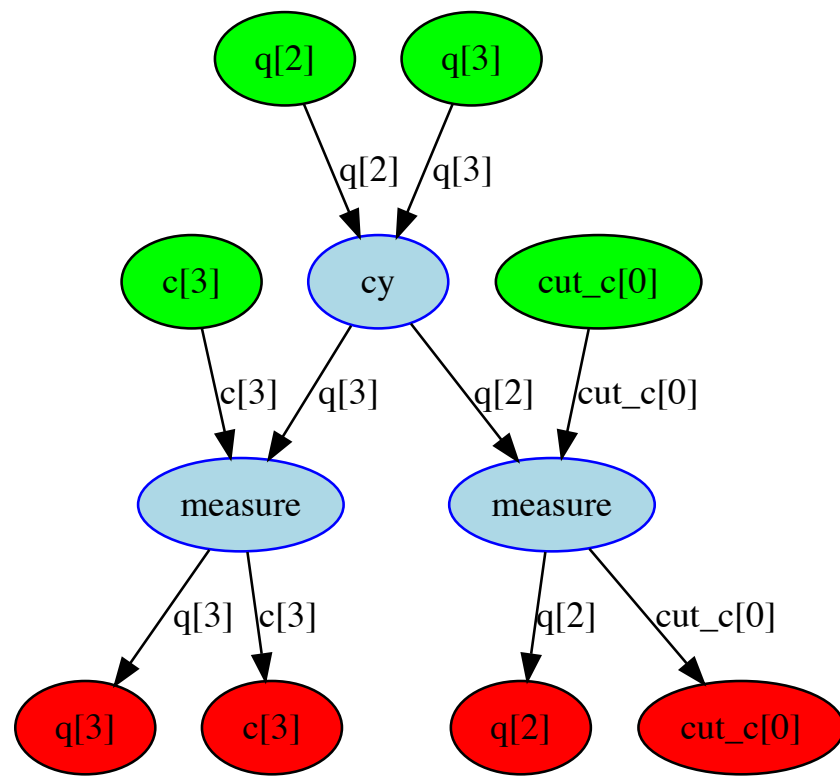 q[2] q[3]
q[2] q[3]
c[3] cy cut_c[0]
c[3] q[3] q[2] cut_c[0]
measure measure
q[3] c[3] q[2] cut_c[0]
q[3] c[3] q[2] cut_c[0]